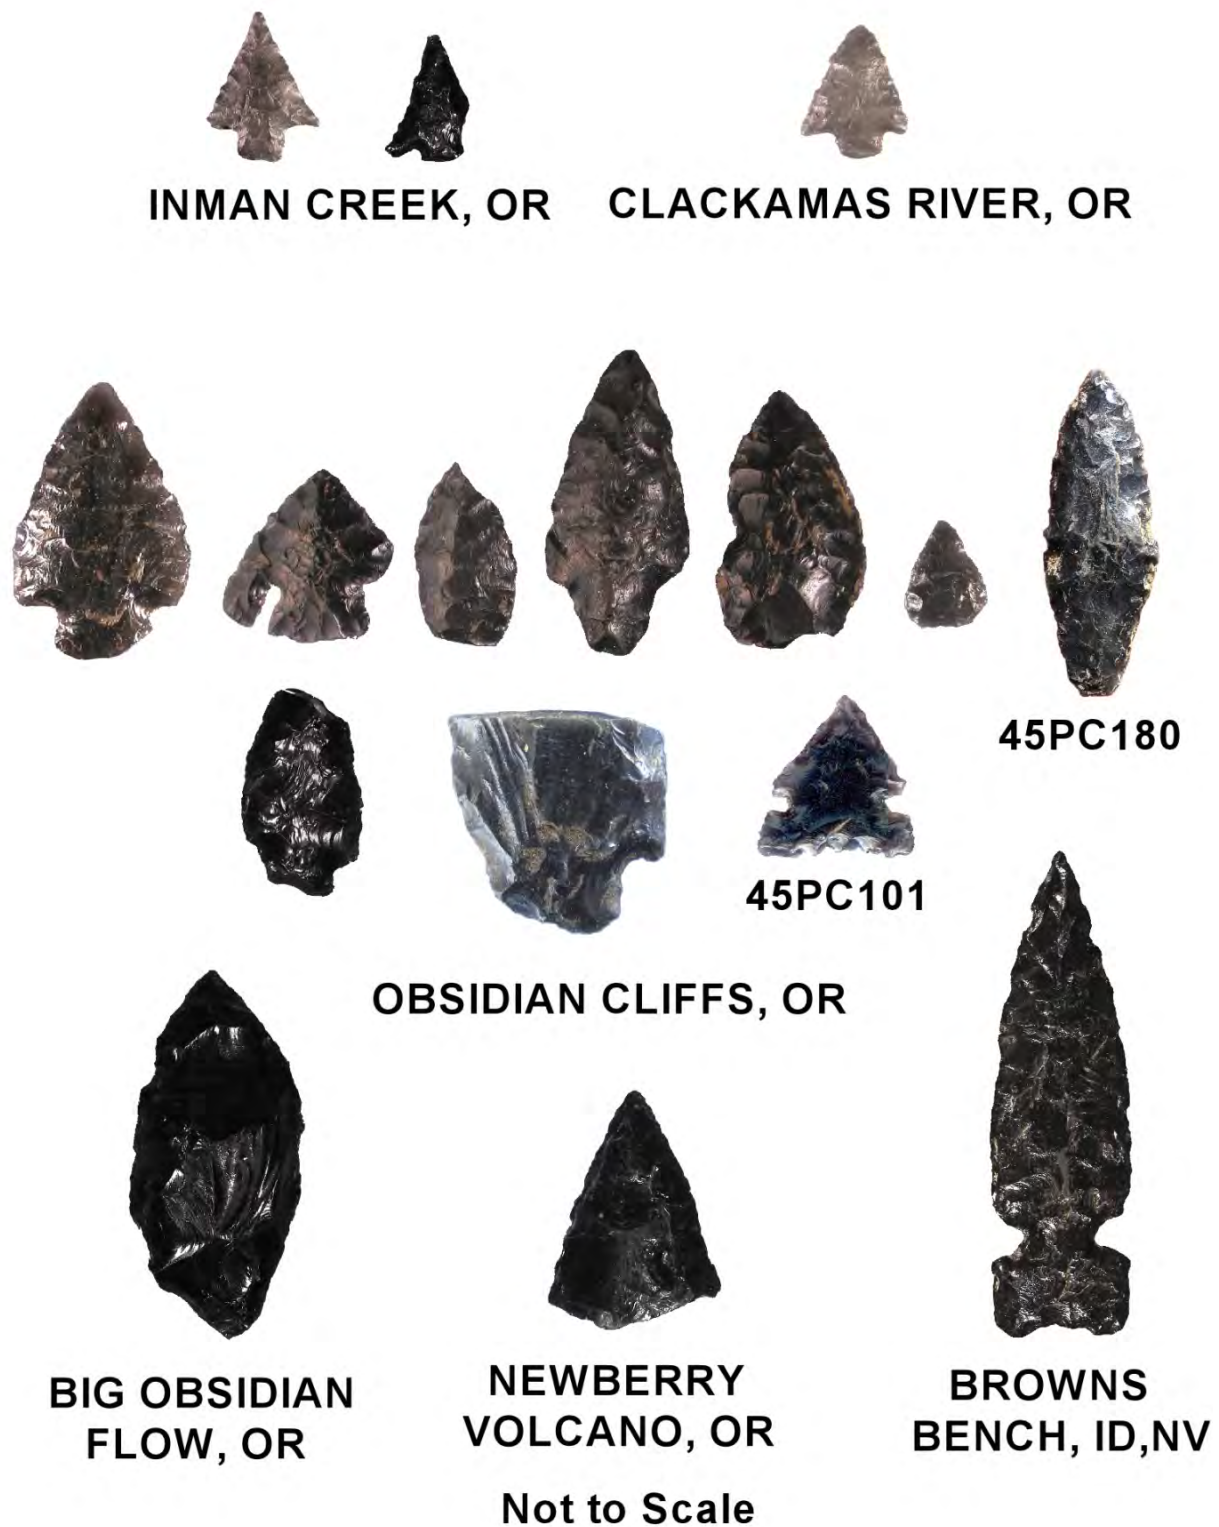 INMAN CREEK, OR
CLACKAMAS RIVER, OR
45PC180
45PC101
OBSIDIAN CLIFFS, OR
BIG OBSIDIAN
FLOW, OR
NEWBERRY
VOLCANO, OR
BROWNS
BENCH, ID,NV
Not to Scale